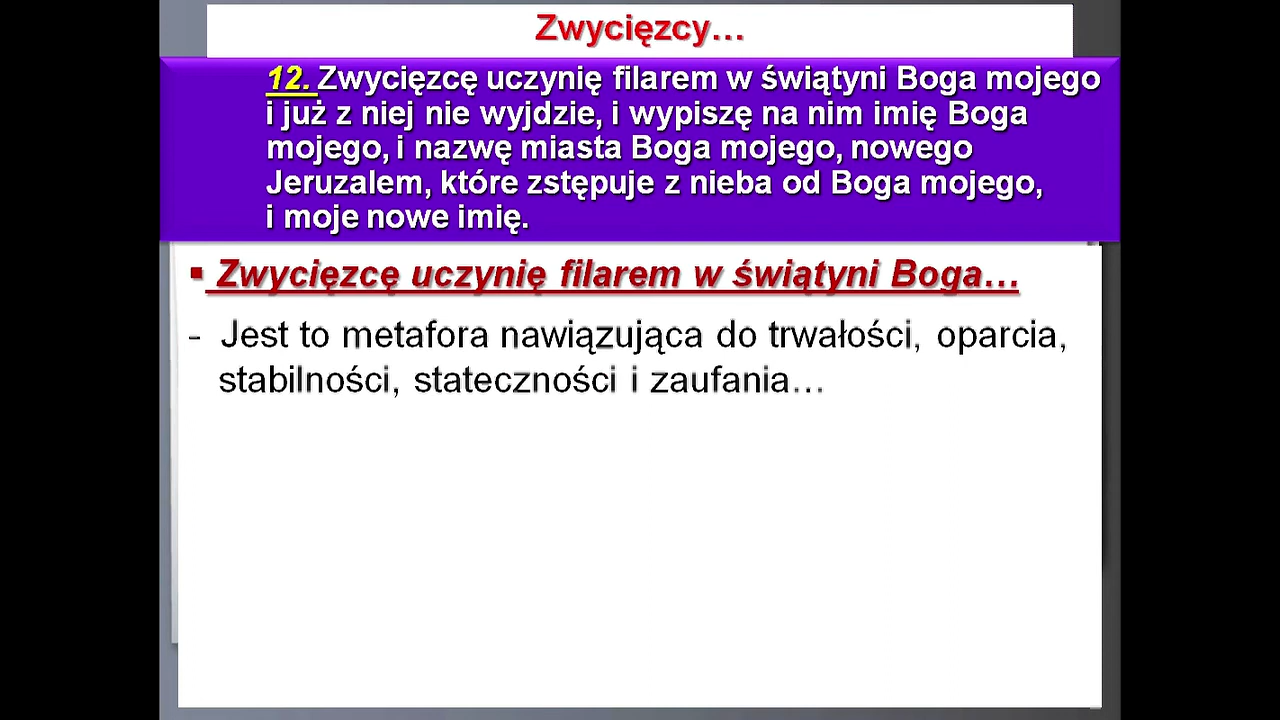 Zwycięzcy…
12. Zwycięzcę uczynię filarem w świątyni Boga mojego
i już z niej nie wyjdzie, i wypiszę na nim imię Boga
mojego, i nazwę miasta Boga mojego, nowego
Jeruzalem, które zstępuje z nieba od Boga mojego,
i moje nowe imię.
▪ Zwycięzcę uczynię filarem w świątyni Boga…
- Jest to metafora nawiązująca do trwałości, oparcia,
stabilności, stateczności i zaufania…